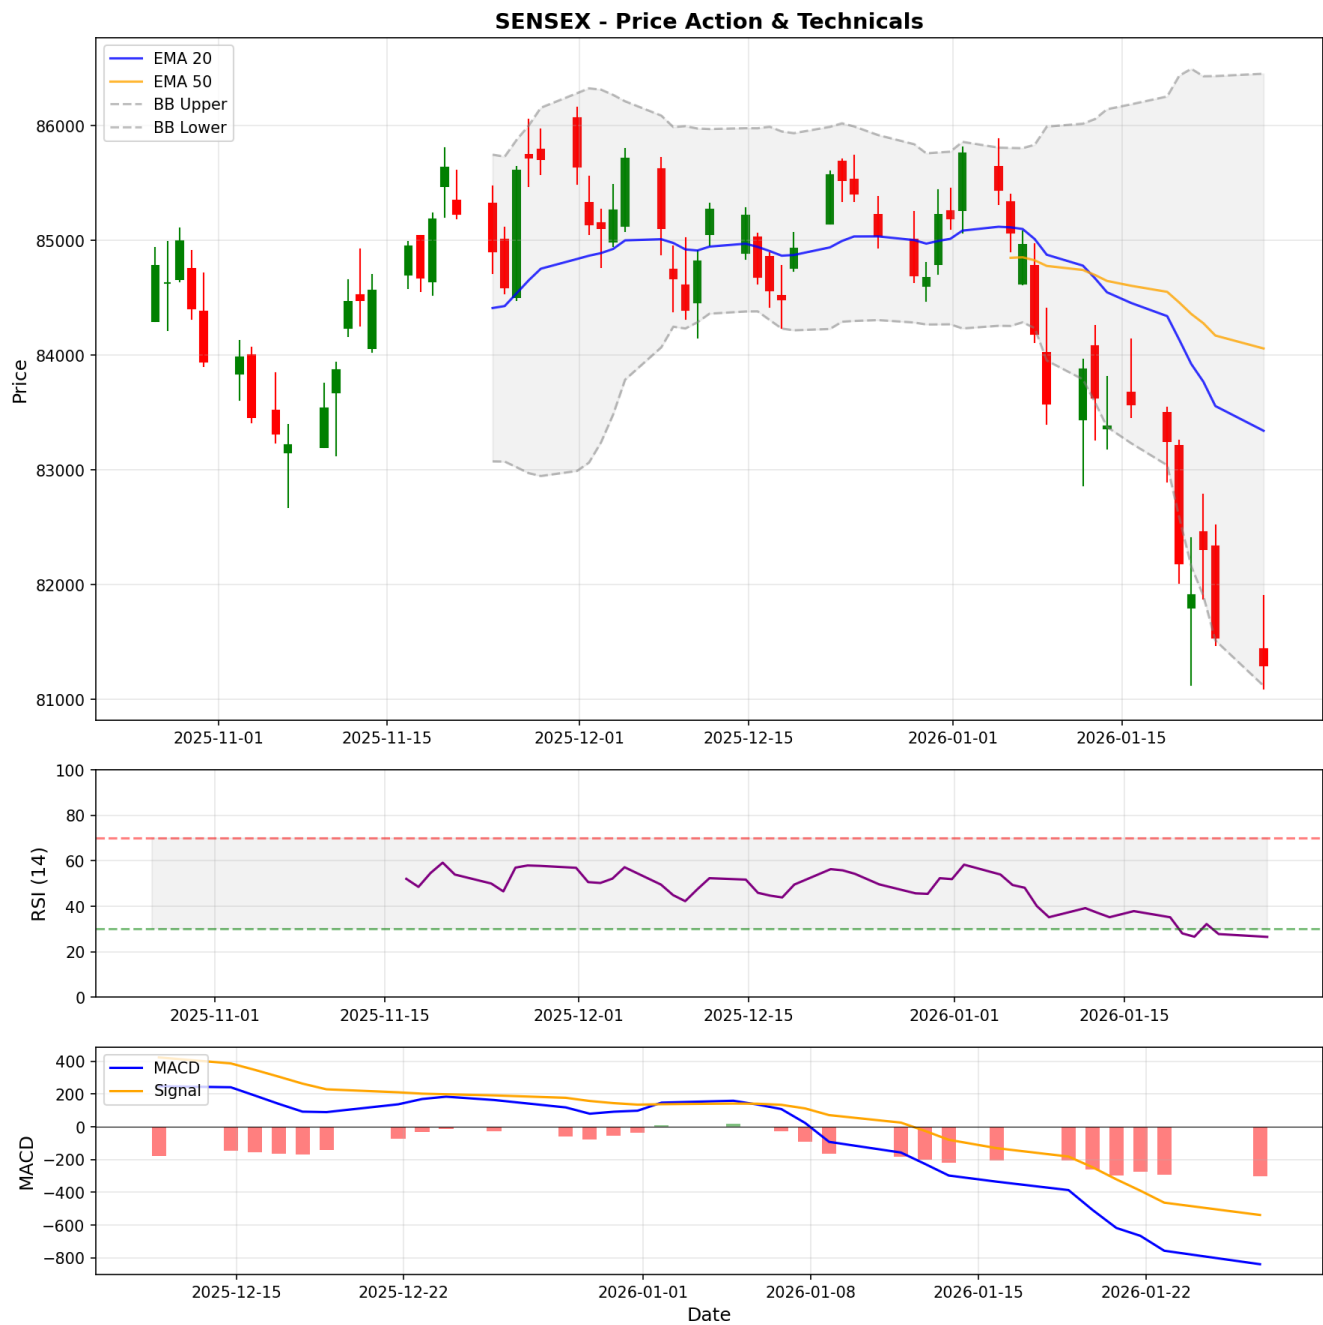 SENSEX - Price Action & Technicals
EMA 20
EMA 50
BB Upper
BB Lower
Price
86000
85000
84000
83000
82000
81000
2025-11-01 2025-11-15 2025-12-01 2025-12-15 2026-01-01 2026-01-15
RSI (14)
100
80
60
40
20
0
2025-11-01 2025-11-15 2025-12-01 2025-12-15 2026-01-01 2026-01-15
MACD
Signal
MACD
400
200
0
−200
−400
−600
−800
2025-12-15 2025-12-22 2026-01-01 2026-01-08 2026-01-15 2026-01-22
Date